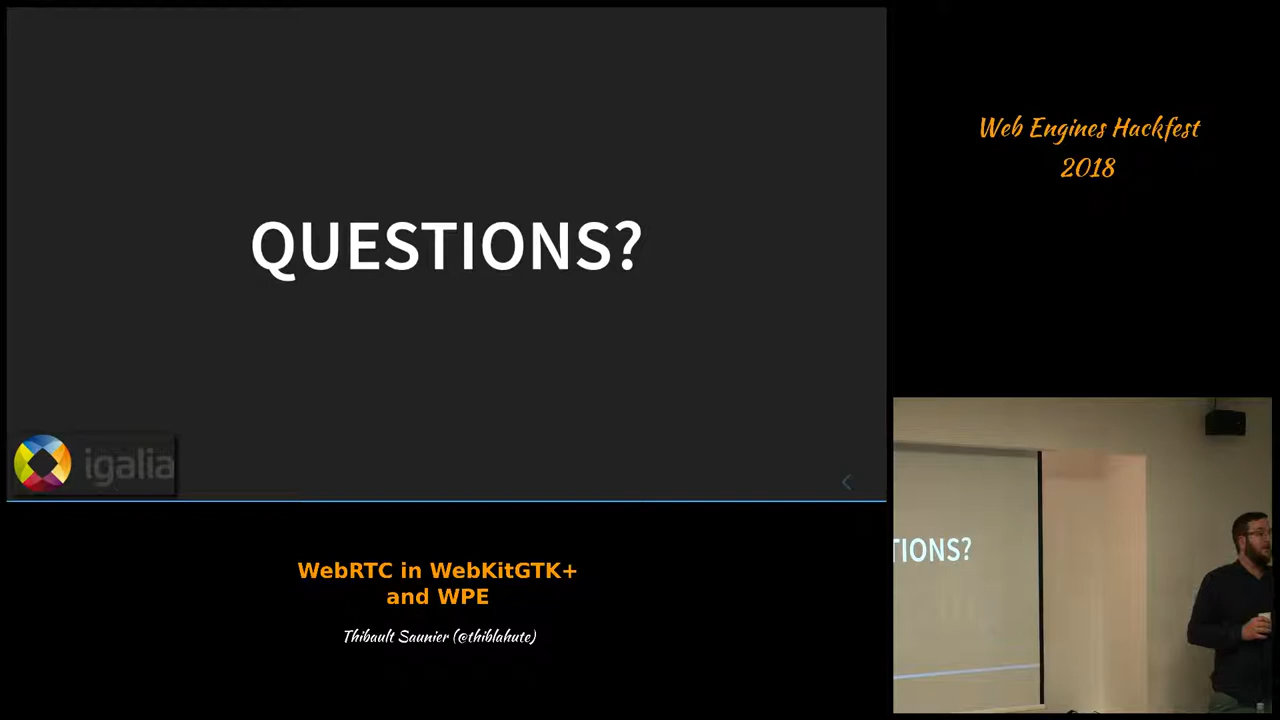 QUESTIONS?
igalia
Web Engines Hackfest
2018
TIONS?
WebRTC in WebKitGTK+
and WPE
Thibault Saunier (@thiblahute)